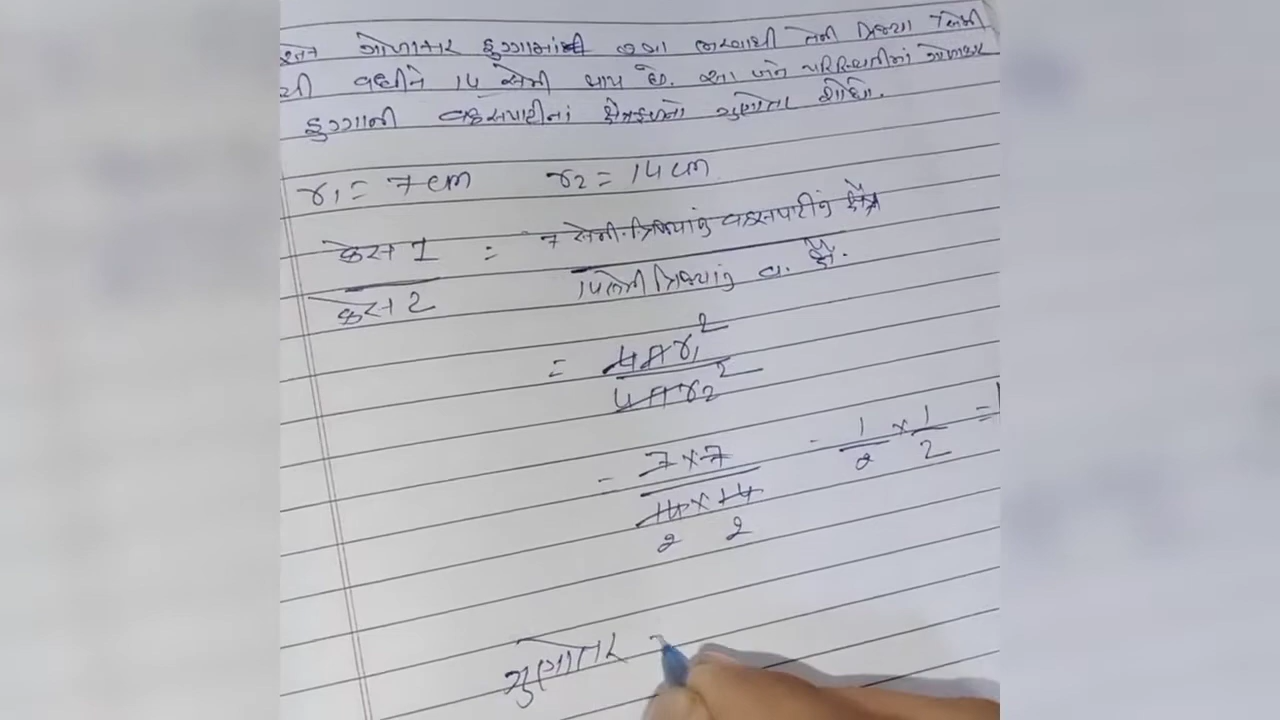 ગોળાકાર ફુગ્ગામાં હવા ભરવાથી તેની ત્રિજ્યા 7 સેમી
થી વધીને 14 સેમી થાય છે. આ બંને પરિસ્થિતીમાં ગોળાકાર
ફુગ્ગાની વક્રસપાટીનાં ક્ષેત્રફળનો ગુણોત્તર શોધો.
r₁ = 7 cm r₂ = 14 cm
કેસ 1 = 7 સેમી ત્રિજ્યાનું વક્રસપાટીનું ક્ષેત્ર
કેસ 2 14 સેમી ત્રિજ્યાનું વ. ક્ષે.
= 4πr₁²
4πr₂²
= 7 × 7 = 1 × 1 =
14 × 14 2 2
2 2
ગુણોત્તર